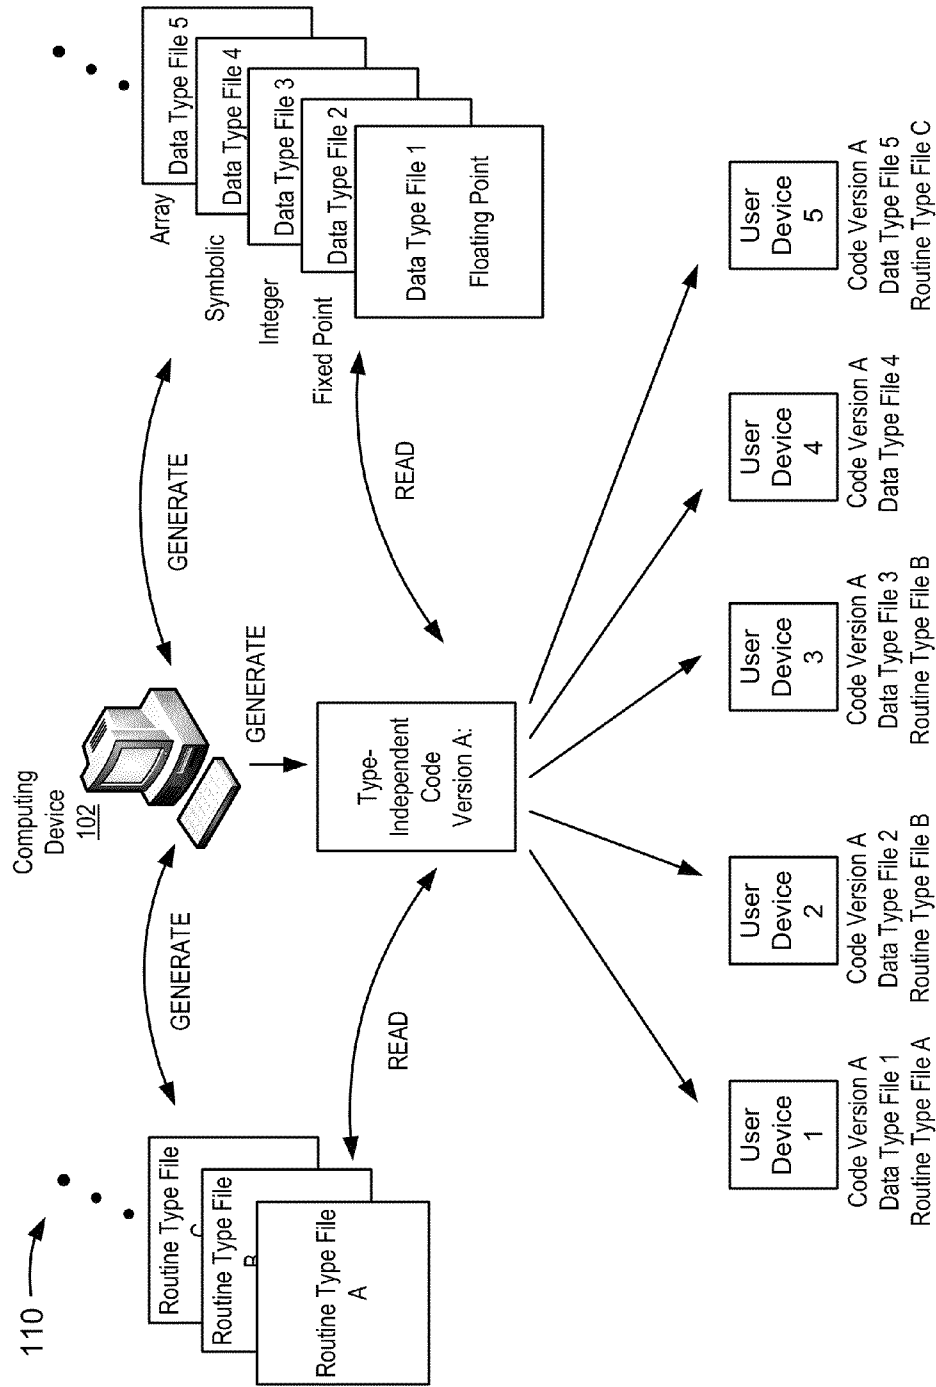 110
Computing
Device
102
GENERATE
GENERATE
GENERATE
Routine Type File
C
Routine Type File
B
Routine Type File
A
READ
Type-
Independent
Code
Version A:
READ
Array
Data Type File 5
Symbolic
Data Type File 4
Integer
Data Type File 3
Fixed Point
Data Type File 2
Data Type File 1
Floating Point
User
Device
1
Code Version A
Data Type File 1
Routine Type File A
User
Device
2
Code Version A
Data Type File 2
Routine Type File B
User
Device
3
Code Version A
Data Type File 3
Routine Type File B
User
Device
4
Code Version A
Data Type File 4
User
Device
5
Code Version A
Data Type File 5
Routine Type File C